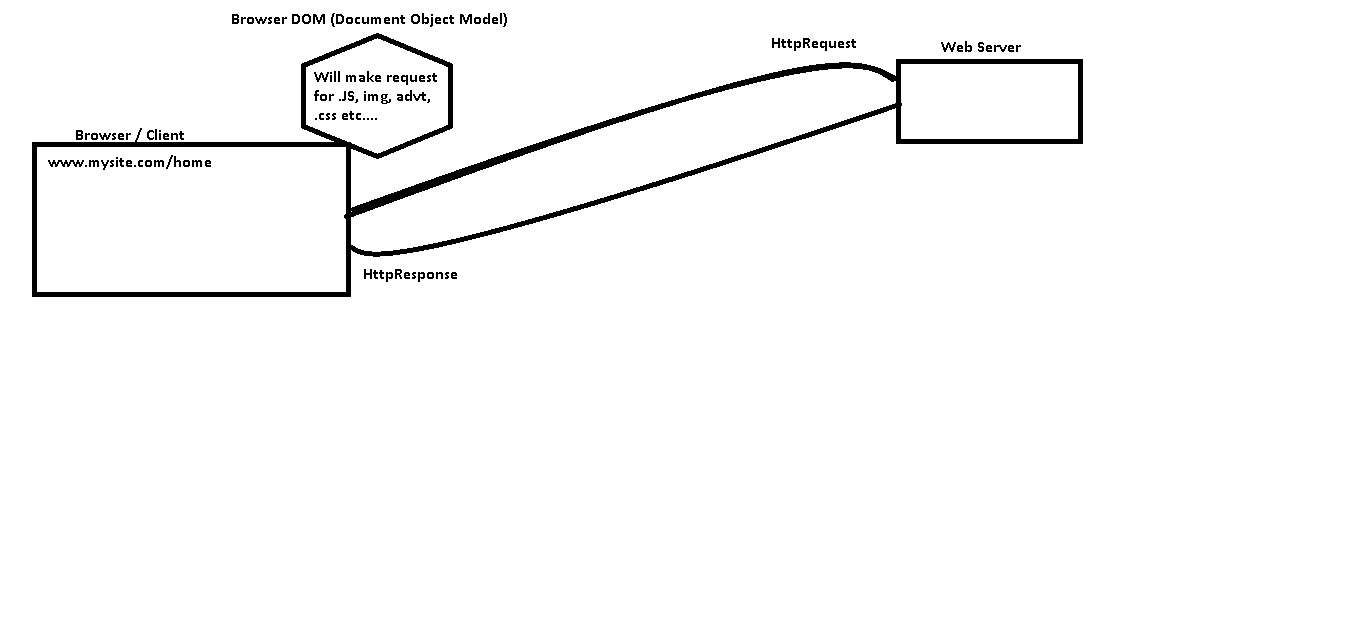 Browser DOM (Document Object Model)
HttpRequest
Web Server
Will make request
for .JS, img, advt,
.css etc....
Browser / Client
www.mysite.com/home
HttpResponse